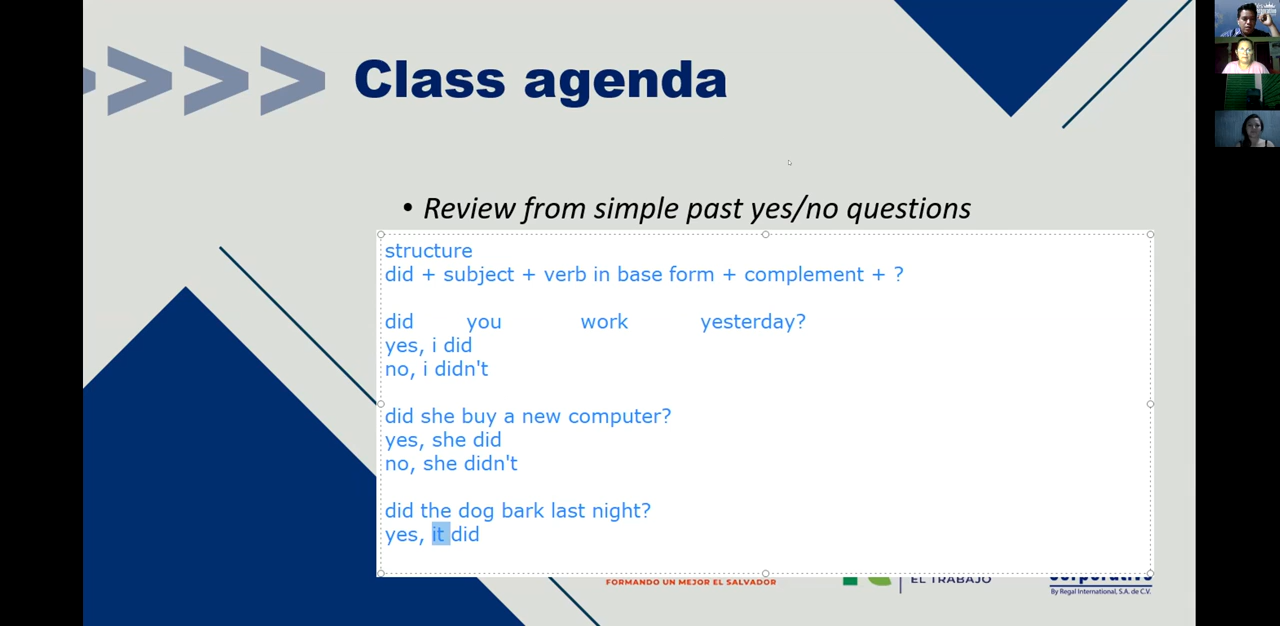 Class agenda
• Review from simple past yes/no questions
structure
did + subject + verb in base form + complement + ?
did you work yesterday?
yes, i did
no, i didn't
did she buy a new computer?
yes, she did
no, she didn't
did the dog bark last night?
yes, it did
FORMANDO UN MEJOR EL SALVADOR
EL TRABAJO
By Regal International, S.A. de C.V.